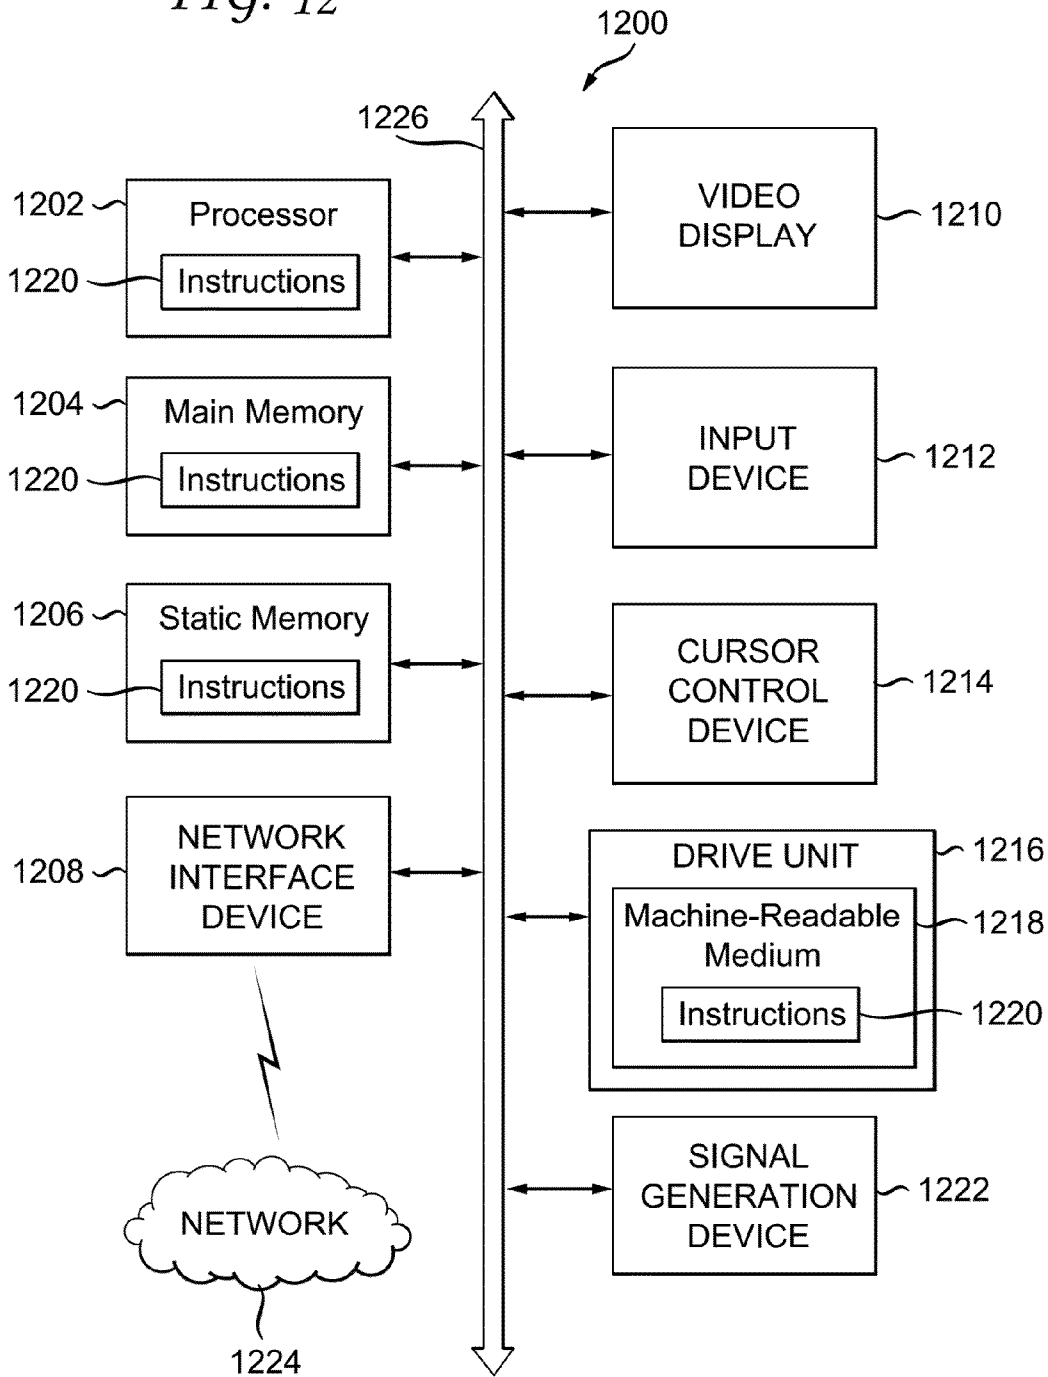 FIG. 12
1200
1226
1202
Processor
1220
Instructions
1204
Main Memory
1220
Instructions
1206
Static Memory
1220
Instructions
1208
NETWORK
INTERFACE
DEVICE
NETWORK
1224
VIDEO
DISPLAY
1210
INPUT
DEVICE
1212
CURSOR
CONTROL
DEVICE
1214
DRIVE UNIT
1216
Machine-Readable
Medium
1218
Instructions
1220
SIGNAL
GENERATION
DEVICE
1222